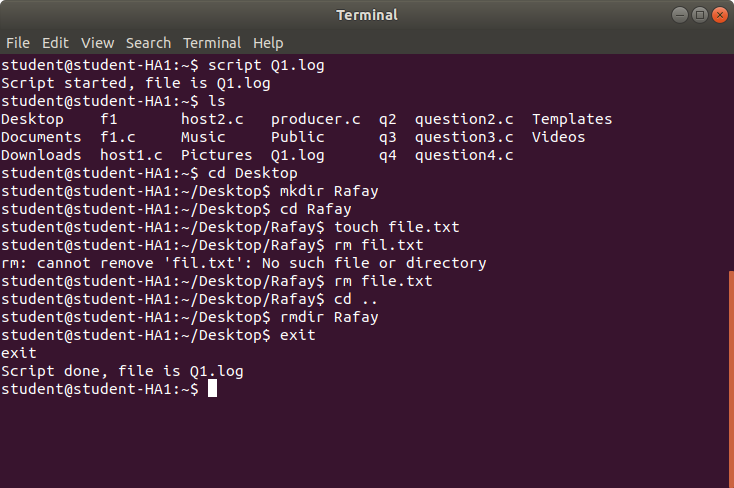 Terminal
File Edit View Search Terminal Help
student@student-HA1:~$ script Q1.log
Script started, file is Q1.log
student@student-HA1:~$ ls
Desktop    f1       host2.c   producer.c  q2  question2.c  Templates
Documents  f1.c     Music     Public      q3  question3.c  Videos
Downloads  host1.c  Pictures  Q1.log      q4  question4.c
student@student-HA1:~$ cd Desktop
student@student-HA1:~/Desktop$ mkdir Rafay
student@student-HA1:~/Desktop$ cd Rafay
student@student-HA1:~/Desktop/Rafay$ touch file.txt
student@student-HA1:~/Desktop/Rafay$ rm fil.txt
rm: cannot remove 'fil.txt': No such file or directory
student@student-HA1:~/Desktop/Rafay$ rm file.txt
student@student-HA1:~/Desktop/Rafay$ cd ..
student@student-HA1:~/Desktop$ rmdir Rafay
student@student-HA1:~/Desktop$ exit
exit
Script done, file is Q1.log
student@student-HA1:~$